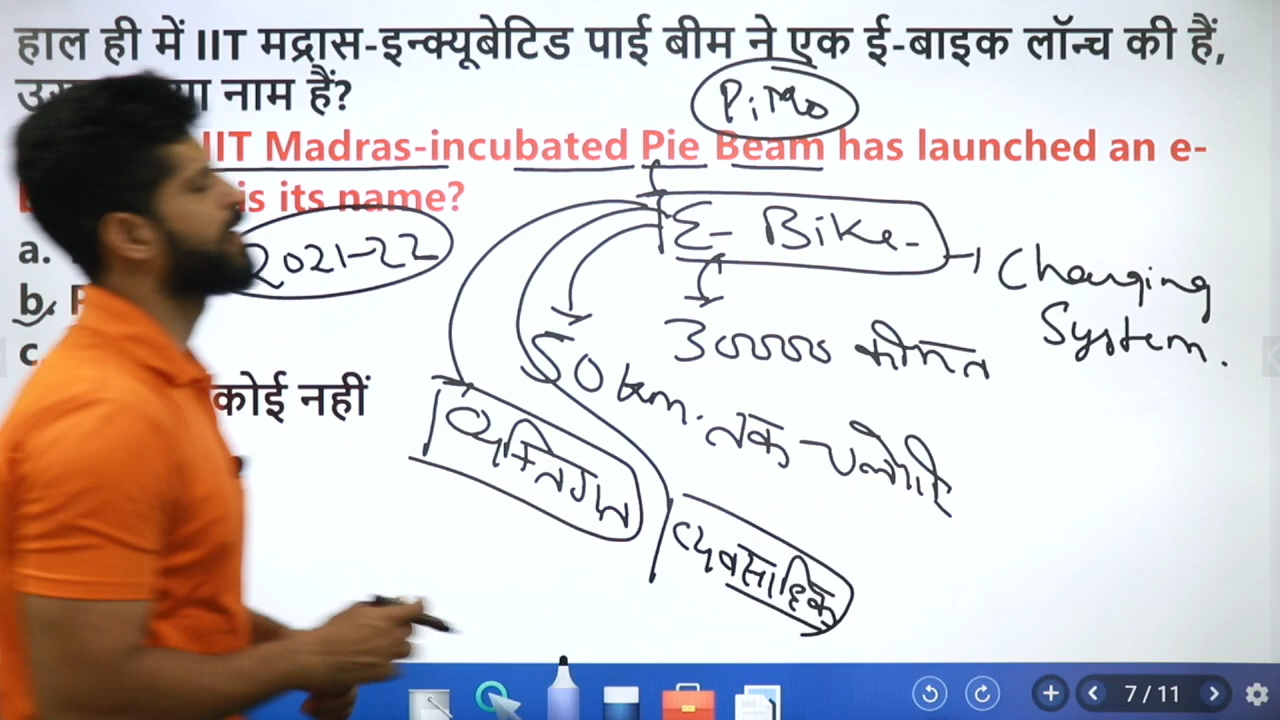 हाल ही में IIT मद्रास-इन्क्यूबेटिड पाई बीम ने एक ई-बाइक लॉन्च की हैं,
नाम हैं?
PiMo
IIT Madras-incubated Pie Beam has launched an e-
is its name?
E-Bike-
a.
2021-22
Charging
b.
System.
50 km. तक चलेगी
30000 कीमत
c
कोई नहीं
व्यक्तिगत
व्यवसाहिक
7 / 11